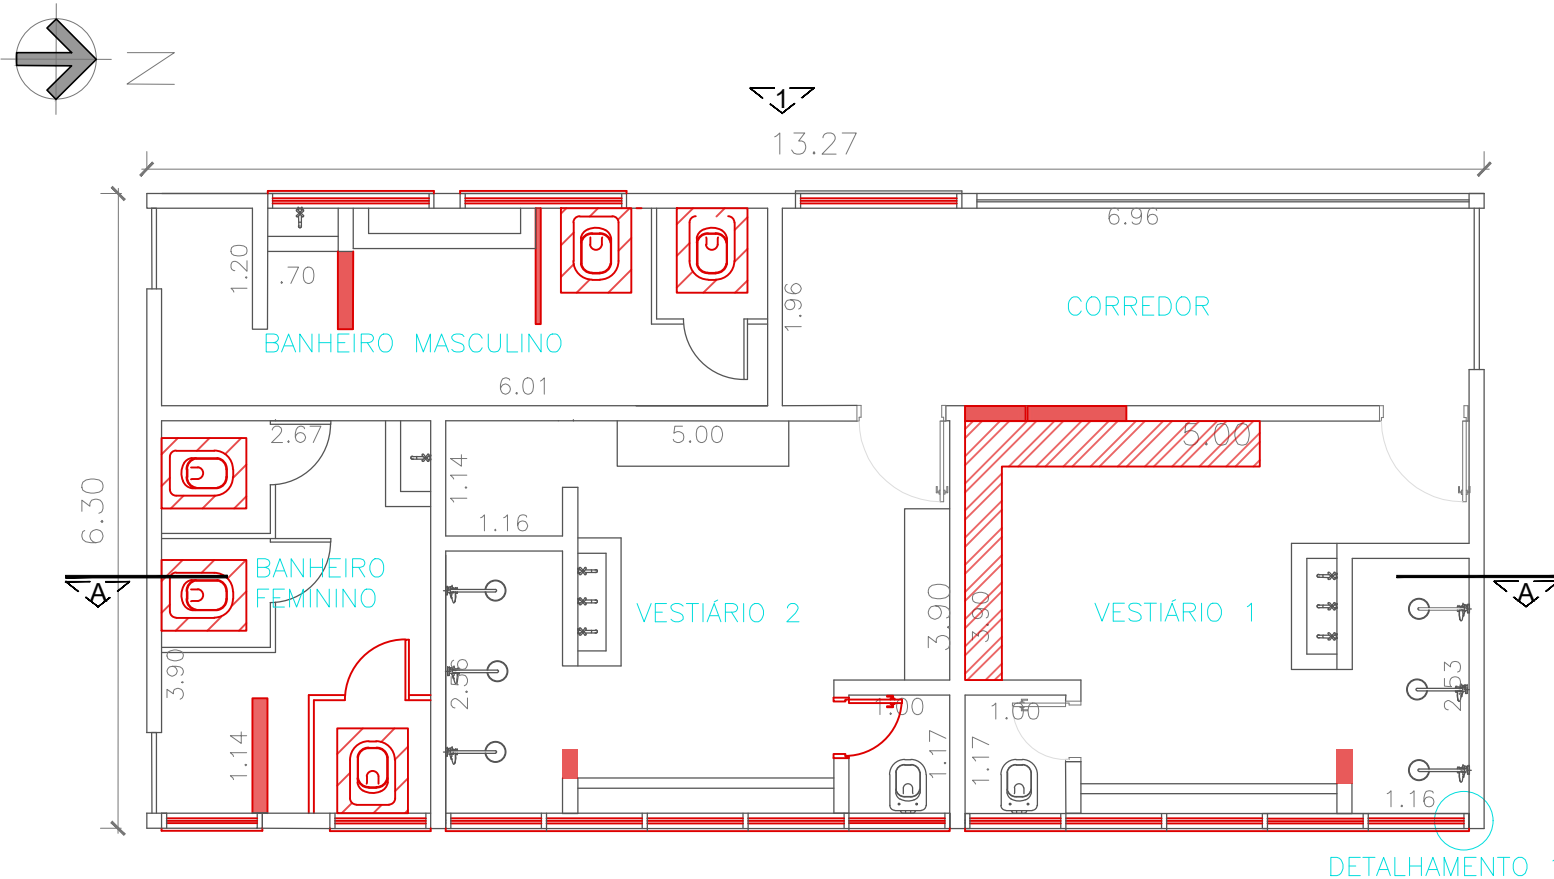 N
1
13.27
6.96
1.20
.70
1.96
CORREDOR
BANHEIRO MASCULINO
6.01
2.67
5.00
5.00
1.14
6.30
1.16
BANHEIRO
FEMININO
A
A
VESTIÁRIO 2
3.90
3.90
VESTIÁRIO 1
3.90
2.53
1.00
1.00
1.14
1.17
1.17
1.16
DETALHAMENTO